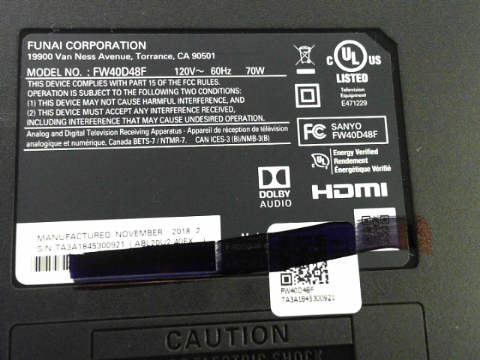 FUNAI CORPORATION
19900 Van Ness Avenue, Torrance, CA 90501
MODEL NO. : FW40D48F 120V~ 60Hz 70W
THIS DEVICE COMPLIES WITH PART 15 OF THE FCC RULES.
OPERATION IS SUBJECT TO THE FOLLOWING TWO CONDITIONS:
(1) THIS DEVICE MAY NOT CAUSE HARMFUL INTERFERENCE, AND
(2) THIS DEVICE MUST ACCEPT ANY INTERFERENCE RECEIVED,
INCLUDING INTERFERENCE THAT MAY CAUSE UNDESIRED OPERATION.
Analog and Digital Television Receiving Apparatus - Appareil de réception de télévision
analogique et numérique, Canada BETS-7 / NTMR-7. CAN ICES-3 (B)/NMB-3(B)
C UL US
LISTED
Television
Equipment
E471229
FC SANYO
FW40D48F
UL Energy Verified
Rendement
Énergétique Vérifié
DOLBY
AUDIO
HDMI
MANUFACTURED NOVEMBER 2018 2
S/N TA3A1845300921
Fabriqué
FW40D48F
TA3A1845300921
CAUTION
ELECTRIC SHOCK